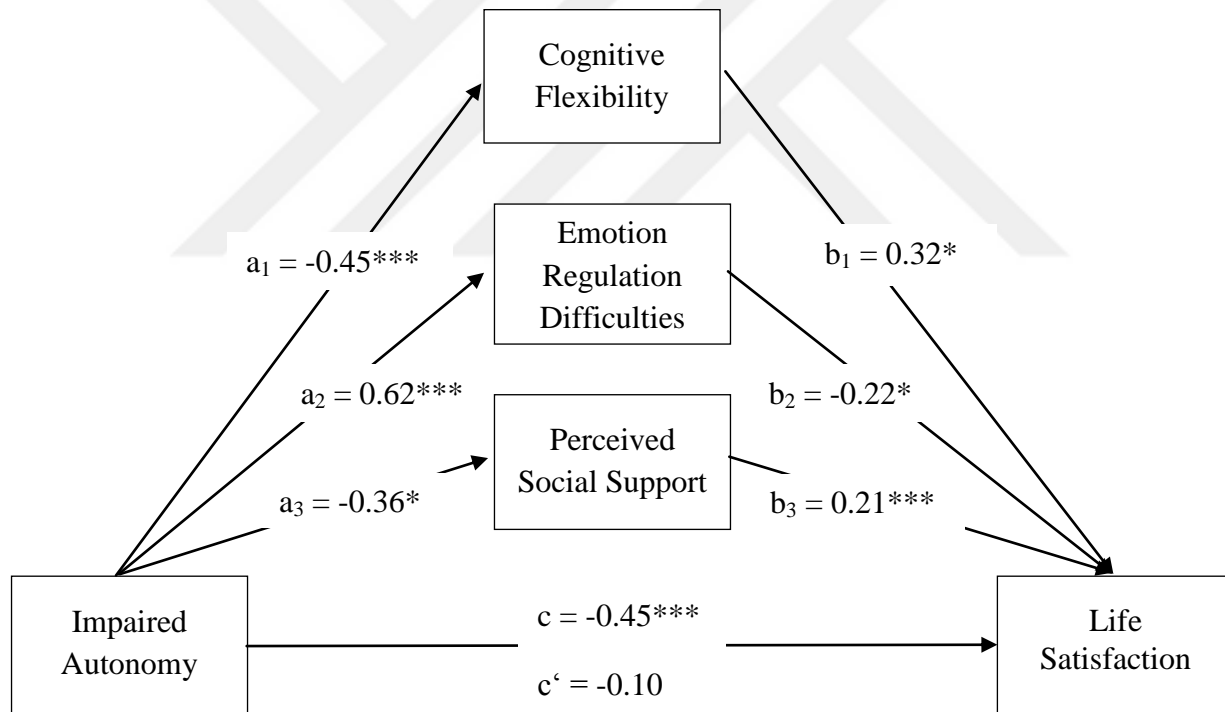 Cognitive
Flexibility
Emotion
Regulation
Difficulties
a₁ = -0.45***
b₁ = 0.32*
a₂ = 0.62***
b₂ = -0.22*
Perceived
Social Support
a₃ = -0.36*
b₃ = 0.21***
Impaired
Autonomy
c = -0.45***
c‘ = -0.10
Life
Satisfaction